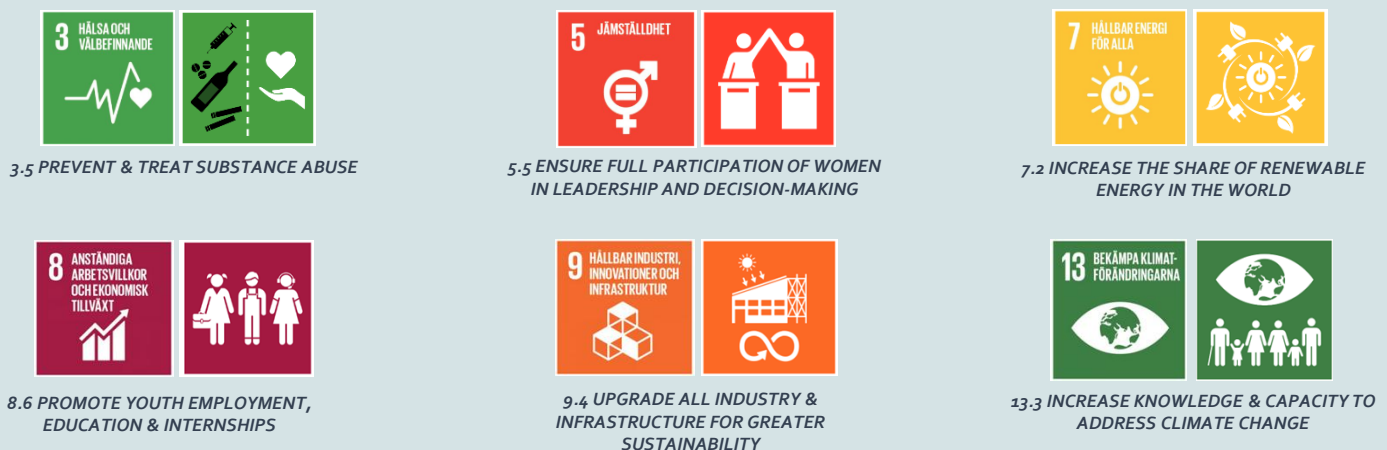 3 HÄLSA OCH
VÄLBEFINNANDE
3.5 PREVENT & TREAT SUBSTANCE ABUSE
5 JÄMSTÄLLDHET
5.5 ENSURE FULL PARTICIPATION OF WOMEN
IN LEADERSHIP AND DECISION-MAKING
7 HÅLLBAR ENERGI
FÖR ALLA
7.2 INCREASE THE SHARE OF RENEWABLE
ENERGY IN THE WORLD
8 ANSTÄNDIGA
ARBETSVILLKOR
OCH EKONOMISK
TILLVÄXT
8.6 PROMOTE YOUTH EMPLOYMENT,
EDUCATION & INTERNSHIPS
9 HÅLLBAR INDUSTRI,
INNOVATIONER OCH
INFRASTRUKTUR
9.4 UPGRADE ALL INDUSTRY &
INFRASTRUCTURE FOR GREATER
SUSTAINABILITY
13 BEKÄMPA KLIMAT-
FÖRÄNDRINGARNA
13.3 INCREASE KNOWLEDGE & CAPACITY TO
ADDRESS CLIMATE CHANGE